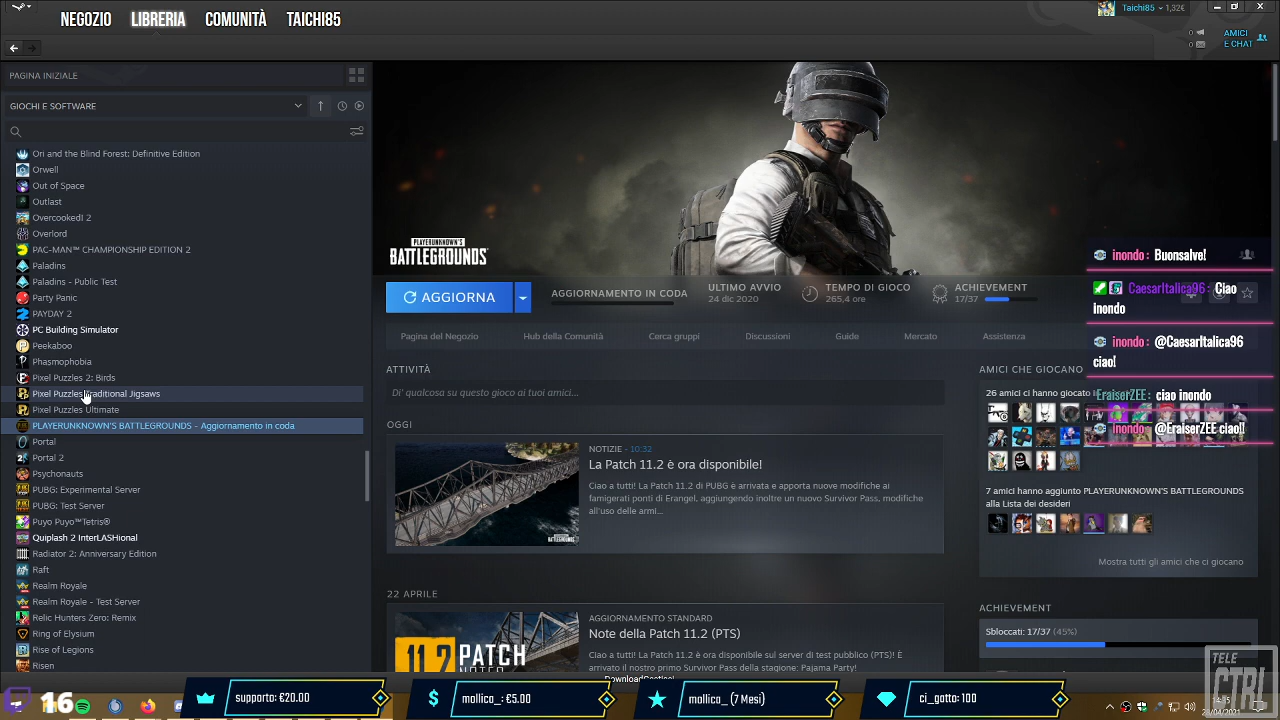 NEGOZIO LIBRERIA COMUNITÀ TAICHI85
Taichi85 1,32€
AMICI E CHAT
0
0
PAGINA INIZIALE
GIOCHI E SOFTWARE
Ori and the Blind Forest: Definitive Edition
Orwell
Out of Space
Outlast
Overcooked! 2
Overlord
PAC-MAN™ CHAMPIONSHIP EDITION 2
Paladins
Paladins - Public Test
Party Panic
PAYDAY 2
PC Building Simulator
Peekaboo
Phasmophobia
Pixel Puzzles 2: Birds
Pixel Puzzles Traditional Jigsaws
Pixel Puzzles Ultimate
PLAYERUNKNOWN'S BATTLEGROUNDS - Aggiornamento in coda
Portal
Portal 2
Psychonauts
PUBG: Experimental Server
PUBG: Test Server
Puyo Puyo™Tetris®
Quiplash 2 InterLASHional
Radiator 2: Anniversary Edition
Raft
Realm Royale
Realm Royale - Test Server
Relic Hunters Zero: Remix
Ring of Elysium
Rise of Legions
Risen
PLAYERUNKNOWN'S
BATTLEGROUNDS
AGGIORNA
AGGIORNAMENTO IN CODA
ULTIMO AVVIO
24 dic 2020
TEMPO DI GIOCO
265,4 ore
ACHIEVEMENT
17/37
Pagina del Negozio Hub della Comunità Cerca gruppi Discussioni Guide Mercato Assistenza
ATTIVITÀ
Di' qualcosa su questo gioco ai tuoi amici...
OGGI
NOTIZIE - 10:32
La Patch 11.2 è ora disponibile!
Ciao a tutti! La Patch 11.2 di PUBG è arrivata e apporta nuove modifiche ai
famigerati ponti di Erangel, aggiungendo inoltre un nuovo Survivor Pass, modifiche
all'uso delle armi...
BATTLEGROUNDS
22 APRILE
AGGIORNAMENTO STANDARD
Note della Patch 11.2 (PTS)
Ciao a tutti! La Patch 11.2 è ora disponibile sul server di test pubblico (PTS)! È
arrivato il nostro primo Survivor Pass della stagione: Pajama Party!
11.2 PATCH
AMICI CHE GIOCANO
26 amici ci hanno giocato
7 amici hanno aggiunto PLAYERUNKNOWN'S BATTLEGROUNDS
alla Lista dei desideri
Mostra tutti gli amici che ci giocano
ACHIEVEMENT
Sbloccati: 17/37 (45%)
inondo : Buonsalve!
CaesarItalica96 : Ciao
inondo
inondo : @CaesarItalica96
ciao!
EraiserZEE : ciao inondo
inondo : @EraiserZEE ciao!!
16
supporto: €20.00
mollica_: €5.00
mollica_ (7 Mesi)
ci_gotto: 100
TELE
CTRL